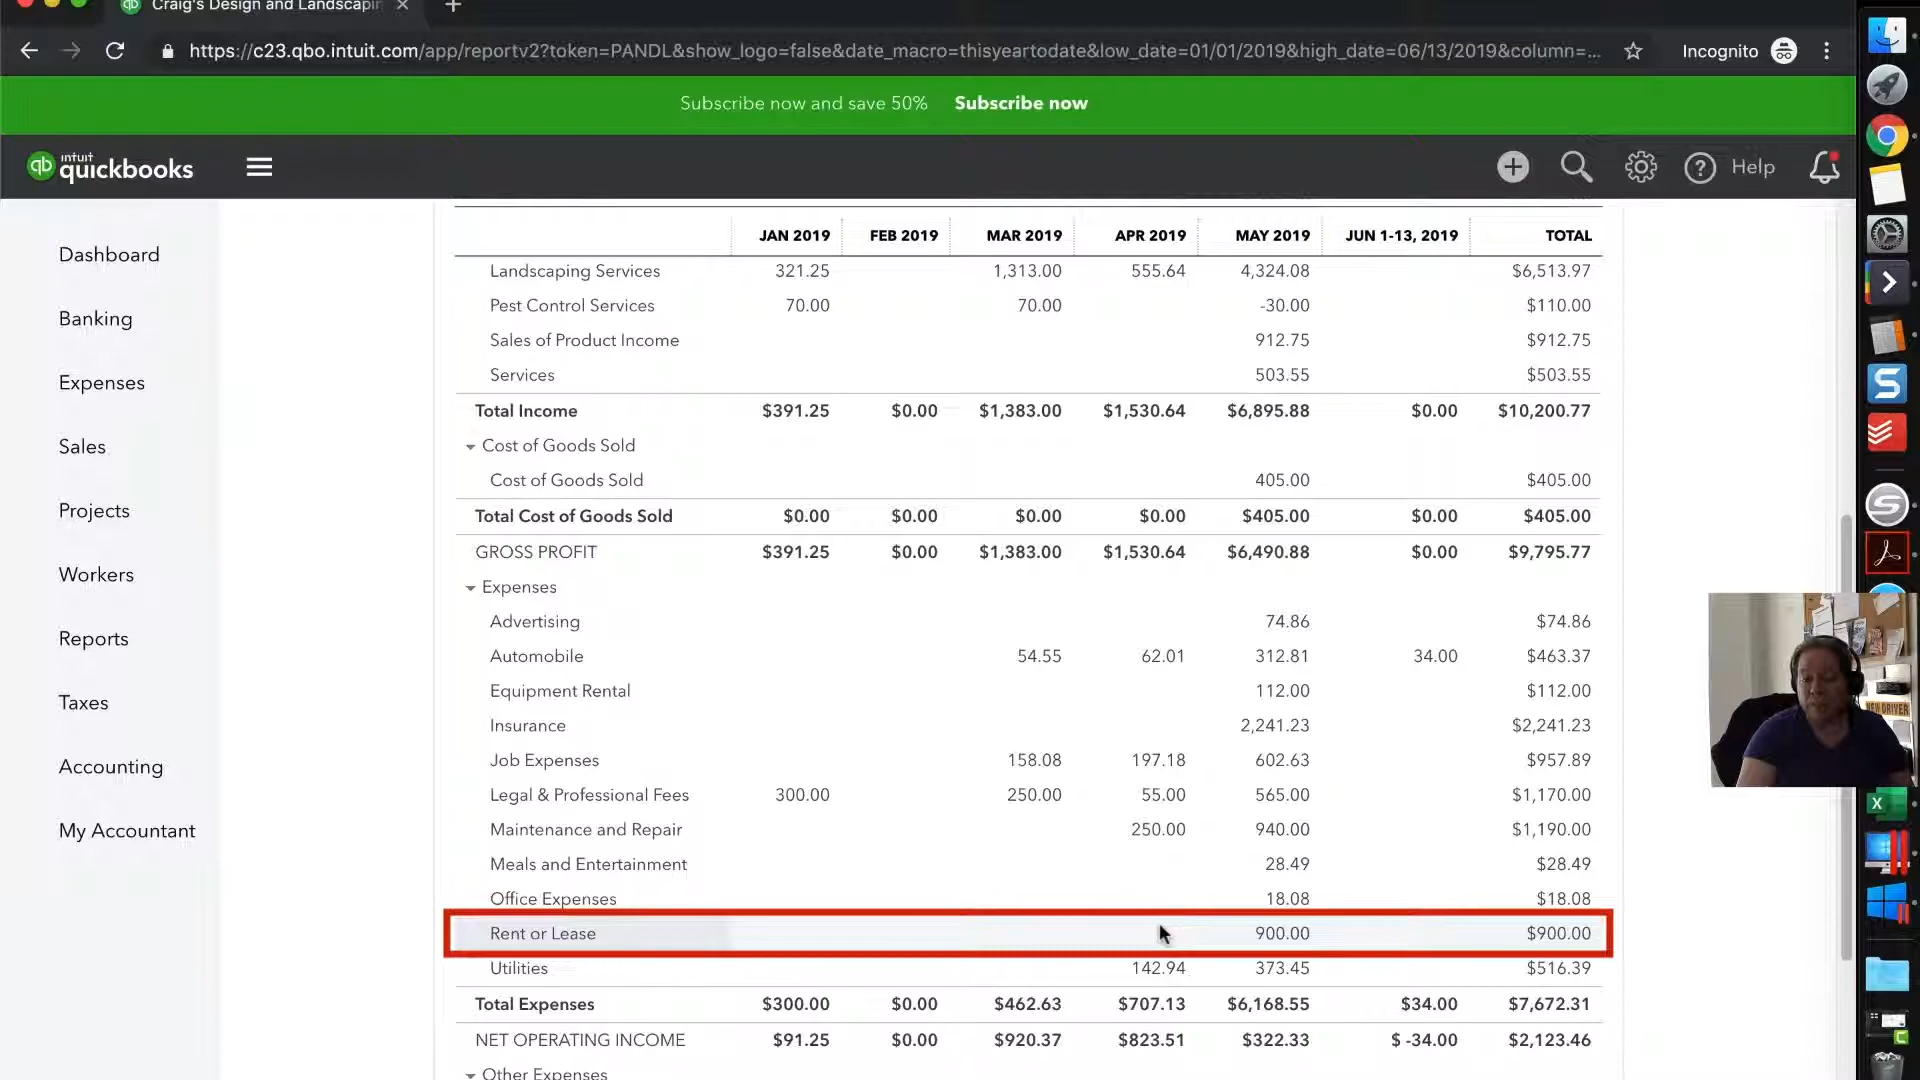 Craig's Design and Landscapin
https://c23.qbo.intuit.com/app/reportv2?token=PANDL&show_logo=false&date_macro=thisyeartodate&low_date=01/01/2019&high_date=06/13/2019&column=...
Incognito
Subscribe now and save 50% Subscribe now
intuit
quickbooks
Help
Dashboard
Banking
Expenses
Sales
Projects
Workers
Reports
Taxes
Accounting
My Accountant
JAN 2019 FEB 2019 MAR 2019 APR 2019 MAY 2019 JUN 1-13, 2019 TOTAL
Landscaping Services 321.25 1,313.00 555.64 4,324.08 $6,513.97
Pest Control Services 70.00 70.00 -30.00 $110.00
Sales of Product Income 912.75 $912.75
Services 503.55 $503.55
Total Income $391.25 $0.00 $1,383.00 $1,530.64 $6,895.88 $0.00 $10,200.77
Cost of Goods Sold
Cost of Goods Sold 405.00 $405.00
Total Cost of Goods Sold $0.00 $0.00 $0.00 $0.00 $405.00 $0.00 $405.00
GROSS PROFIT $391.25 $0.00 $1,383.00 $1,530.64 $6,490.88 $0.00 $9,795.77
Expenses
Advertising 74.86 $74.86
Automobile 54.55 62.01 312.81 34.00 $463.37
Equipment Rental 112.00 $112.00
Insurance 2,241.23 $2,241.23
Job Expenses 158.08 197.18 602.63 $957.89
Legal & Professional Fees 300.00 250.00 55.00 565.00 $1,170.00
Maintenance and Repair 250.00 940.00 $1,190.00
Meals and Entertainment 28.49 $28.49
Office Expenses 18.08 $18.08
Rent or Lease 900.00 $900.00
Utilities 142.94 373.45 $516.39
Total Expenses $300.00 $0.00 $462.63 $707.13 $6,168.55 $34.00 $7,672.31
NET OPERATING INCOME $91.25 $0.00 $920.37 $823.51 $322.33 $ -34.00 $2,123.46
Other Expenses
NEW DRIVER